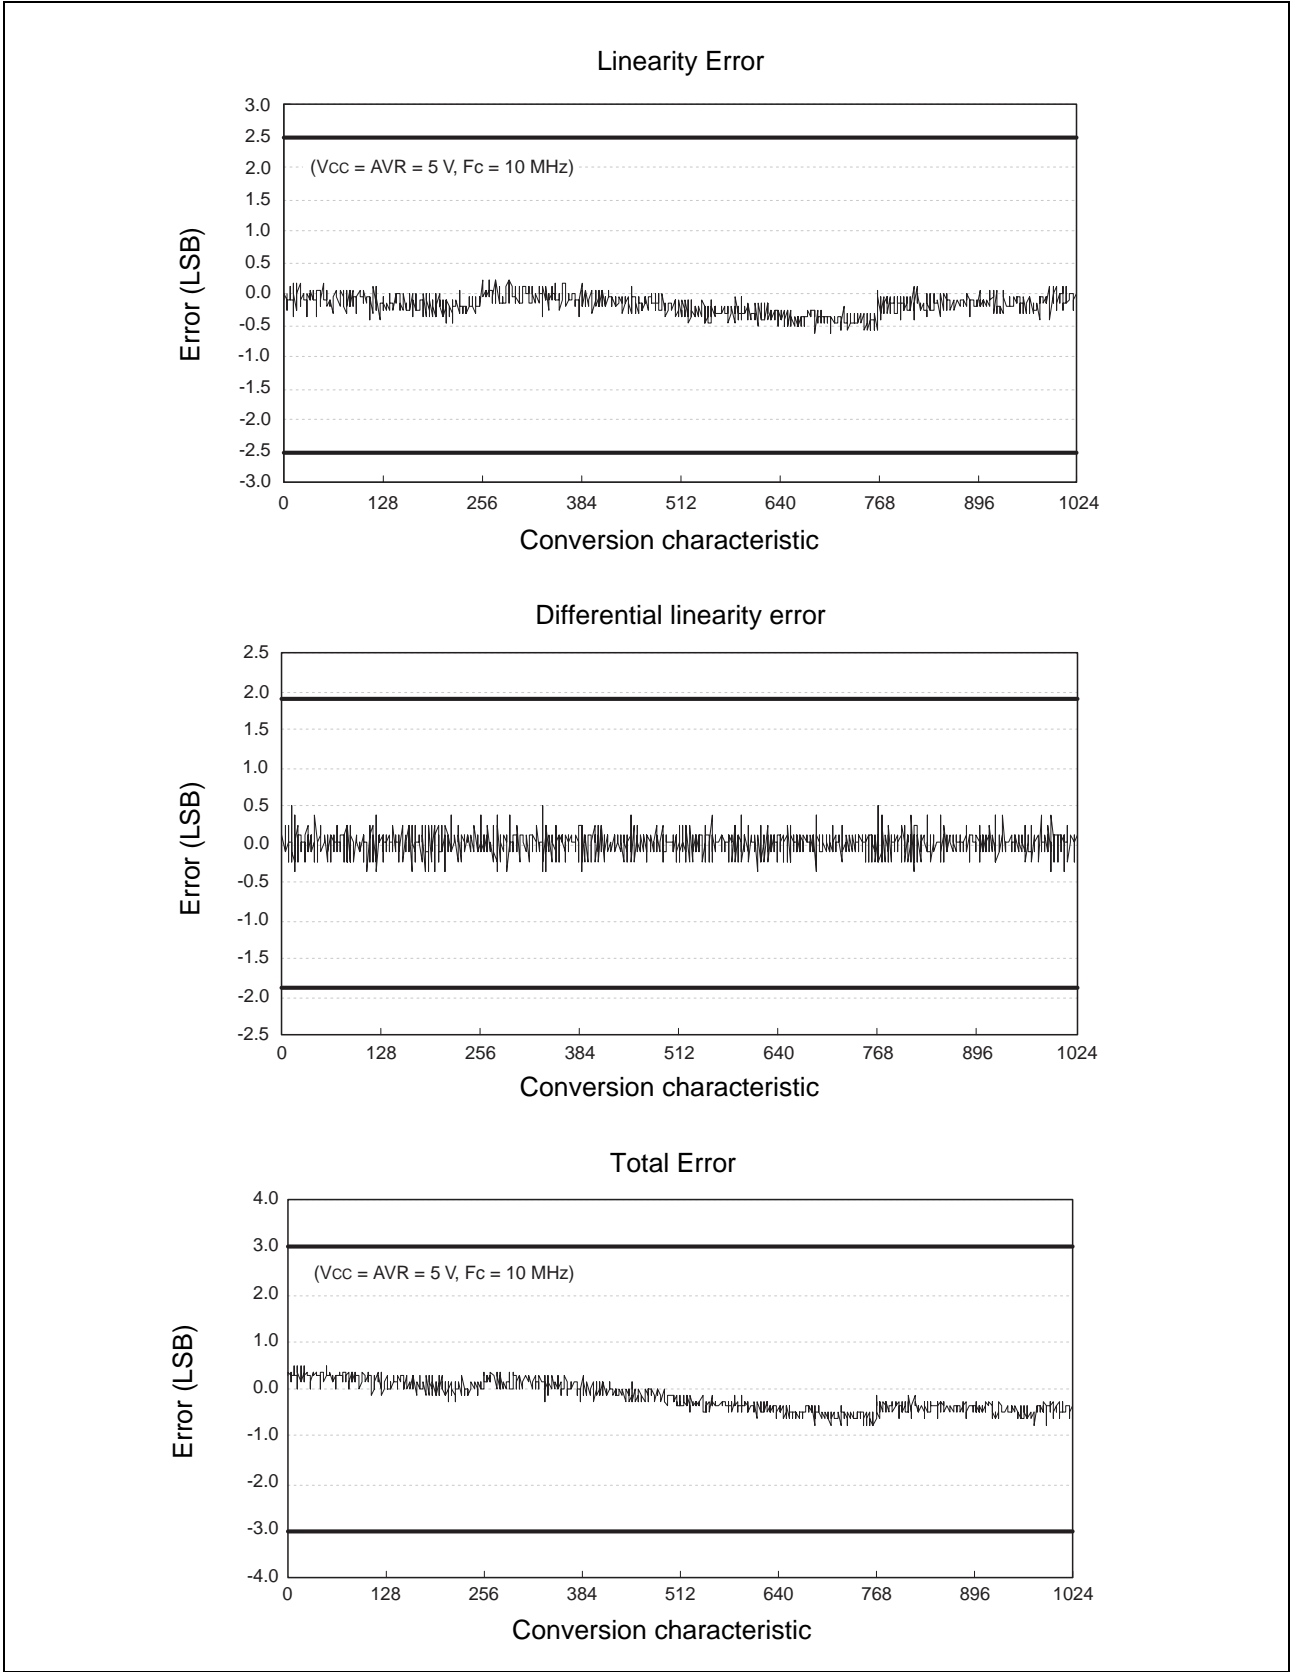 Linearity Error
3.0
2.5
2.0
(VCC = AVR = 5 V, FC = 10 MHz)
1.5
1.0
0.5
0.0
-0.5
-1.0
-1.5
-2.0
-2.5
-3.0
Error (LSB)
0 128 256 384 512 640 768 896 1024
Conversion characteristic
Differential linearity error
2.5
2.0
1.5
1.0
0.5
0.0
-0.5
-1.0
-1.5
-2.0
-2.5
Error (LSB)
0 128 256 384 512 640 768 896 1024
Conversion characteristic
Total Error
4.0
3.0
(VCC = AVR = 5 V, FC = 10 MHz)
2.0
1.0
0.0
-1.0
-2.0
-3.0
-4.0
Error (LSB)
0 128 256 384 512 640 768 896 1024
Conversion characteristic